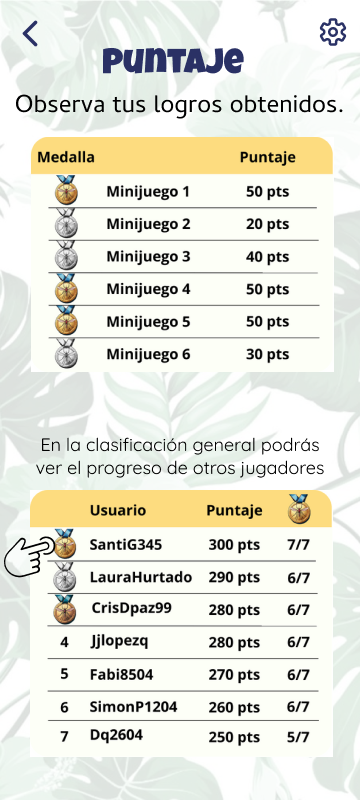 Puntaje
Observa tus logros obtenidos.
Medalla Puntaje
Minijuego 1 50 pts
Minijuego 2 20 pts
Minijuego 3 40 pts
Minijuego 4 50 pts
Minijuego 5 50 pts
Minijuego 6 30 pts
En la clasificación general podrás
ver el progreso de otros jugadores
Usuario Puntaje
SantiG345 300 pts 7/7
LauraHurtado 290 pts 6/7
CrisDpaz99 280 pts 6/7
4 Jjlopezq 280 pts 6/7
5 Fabi8504 270 pts 6/7
6 SimonP1204 260 pts 6/7
7 Dq2604 250 pts 5/7